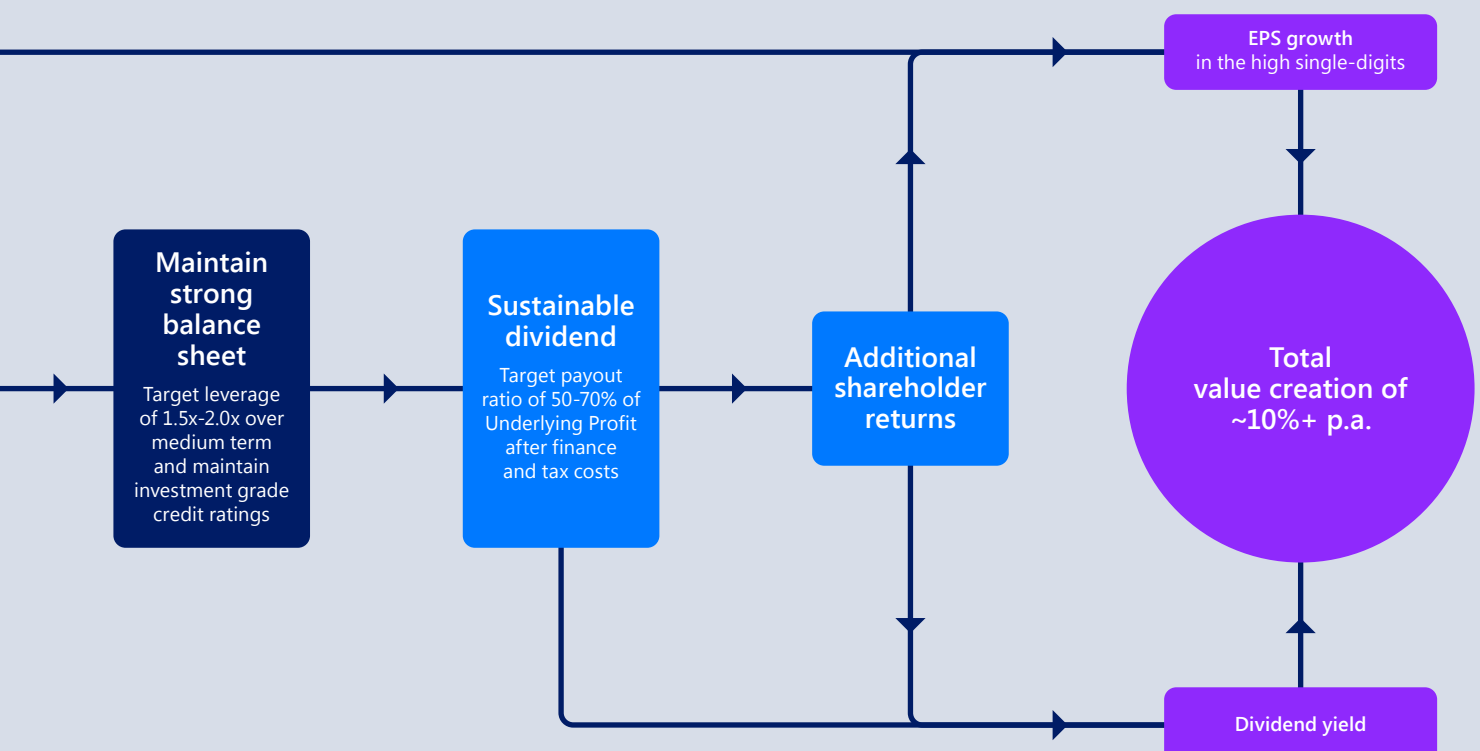 EPS growth
in the high single-digits
Maintain
strong
balance
sheet
Target leverage
of 1.5x-2.0x over
medium term
and maintain
investment grade
credit ratings
Sustainable
dividend
Target payout
ratio of 50-70% of
Underlying Profit
after finance
and tax costs
Additional
shareholder
returns
Total
value creation of
~10%+ p.a.
Dividend yield